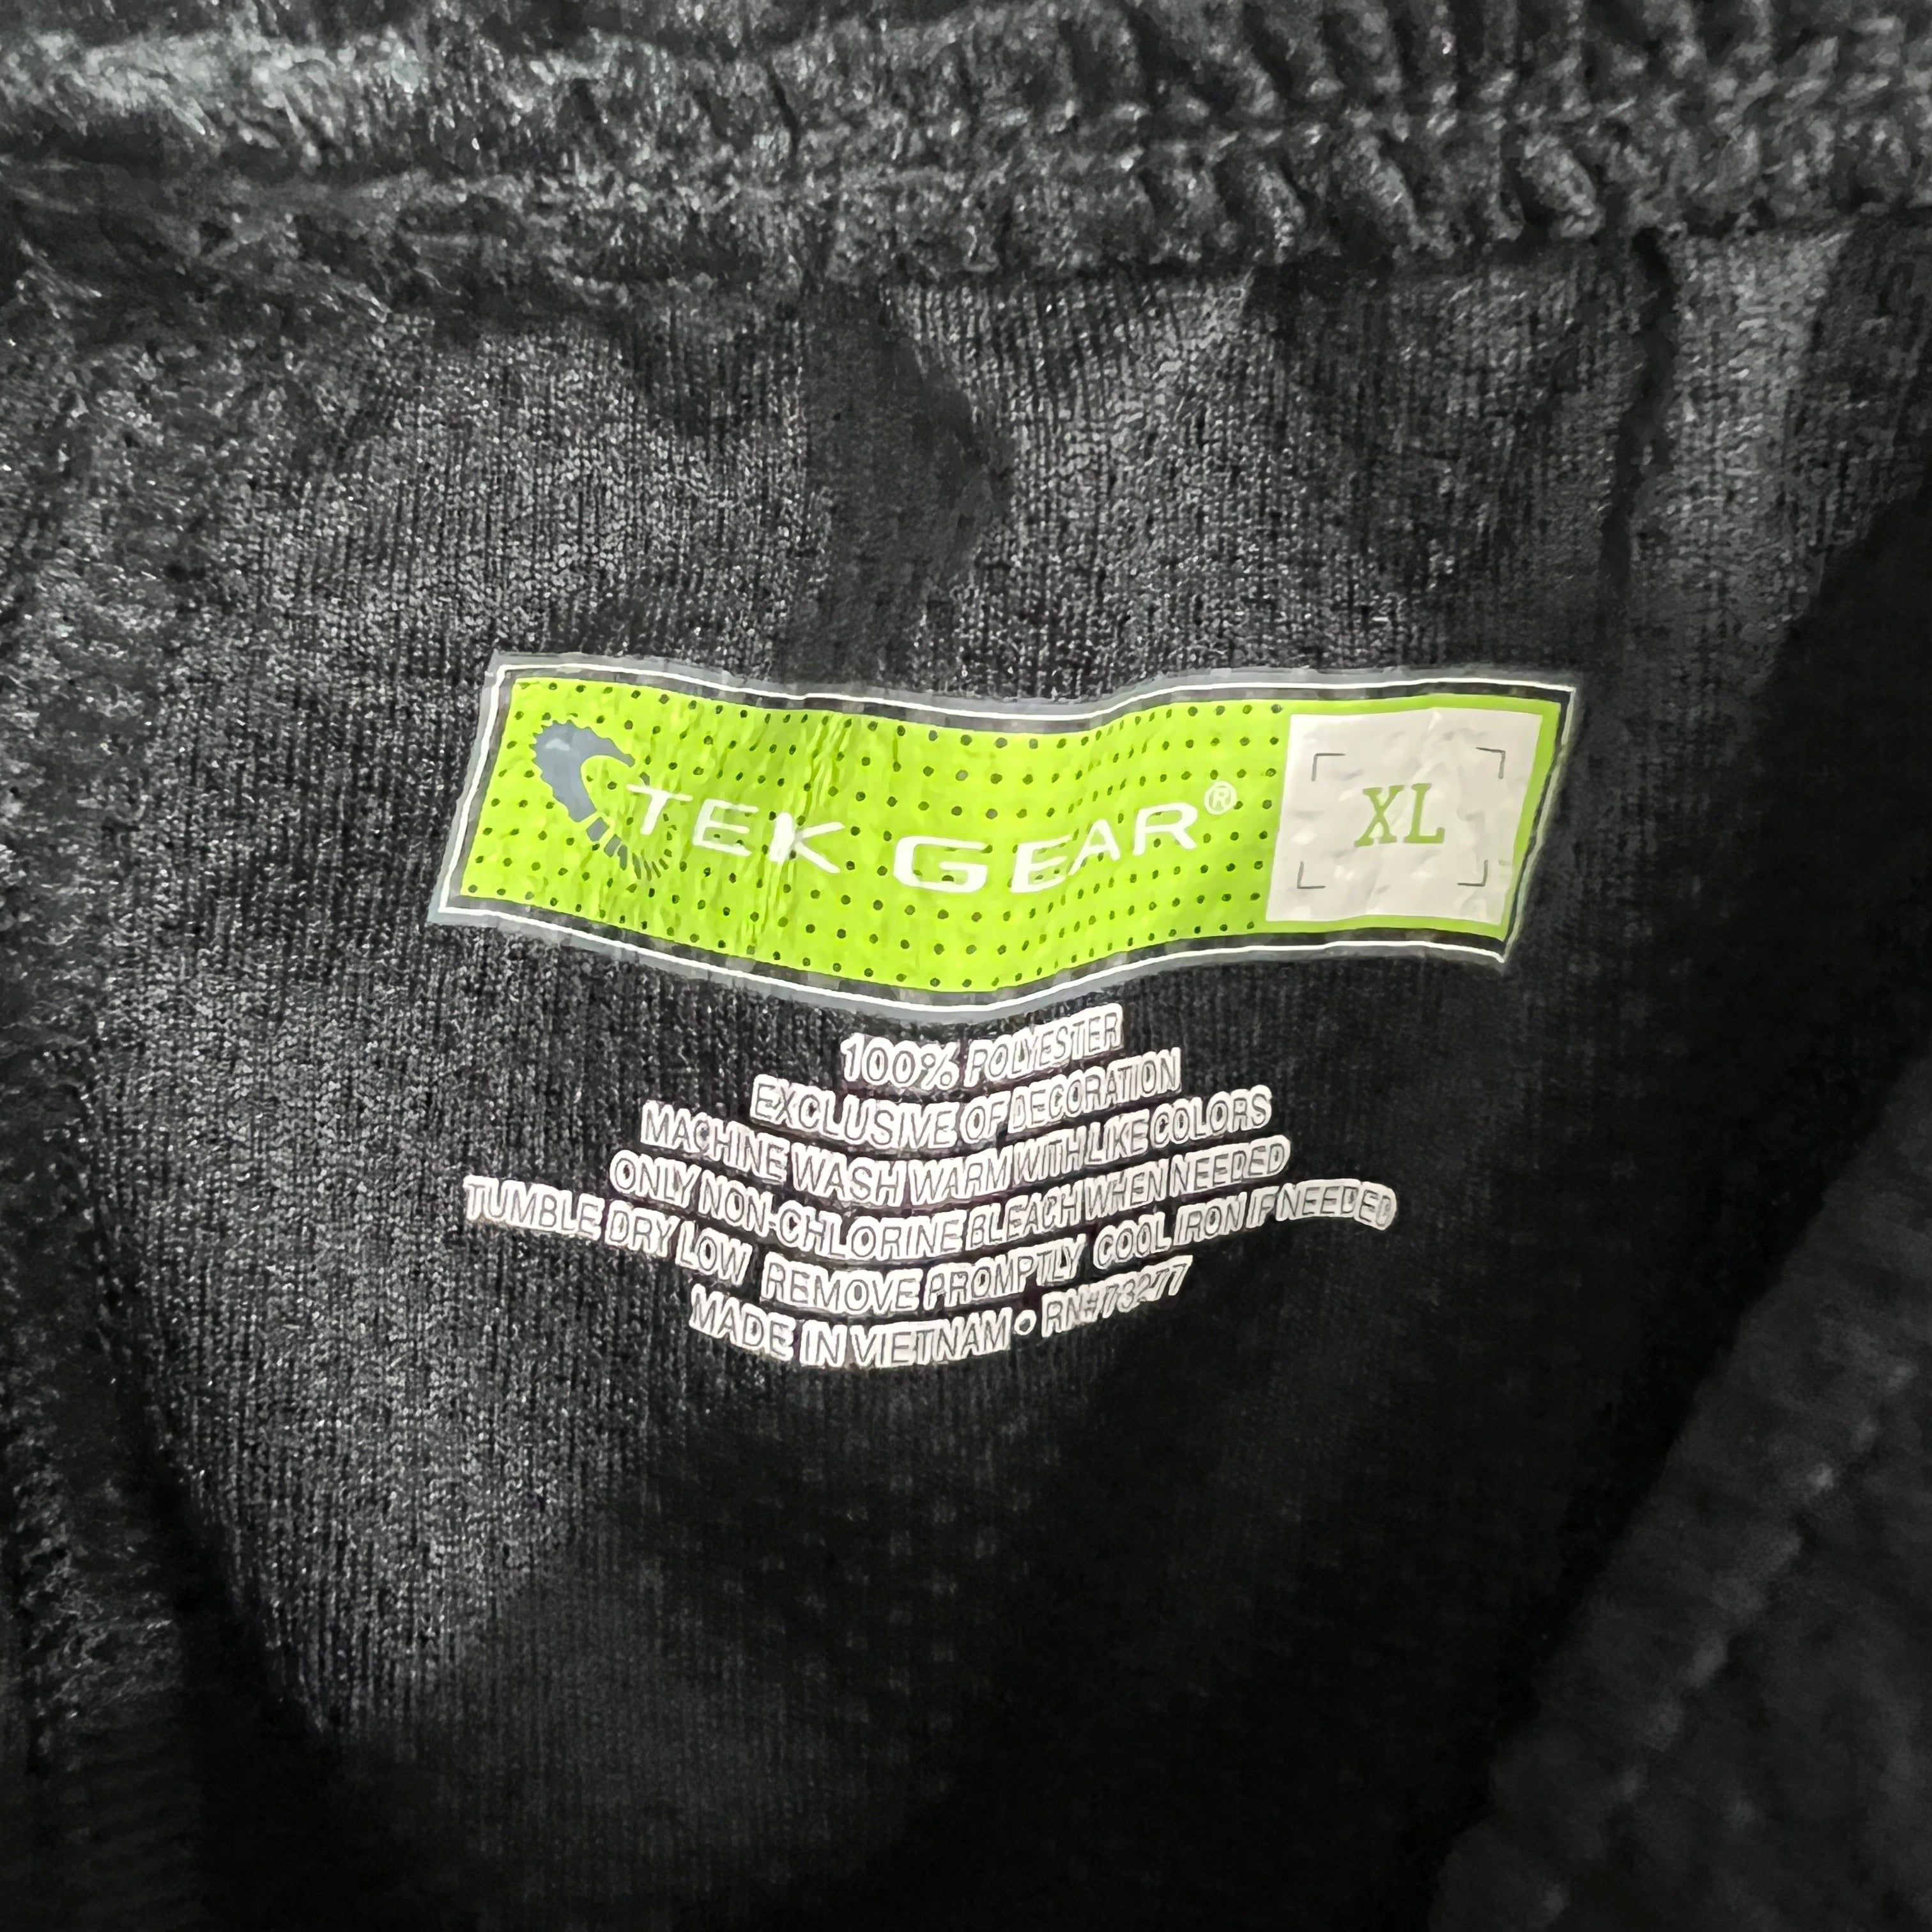 TEK GEAR®
XL
100% POLYESTER
EXCLUSIVE OF DECORATION
MACHINE WASH WARM WITH LIKE COLORS
ONLY NON-CHLORINE BLEACH WHEN NEEDED
TUMBLE DRY LOW REMOVE PROMPTLY COOL IRON IF NEEDED
MADE IN VIETNAM • RN#73277